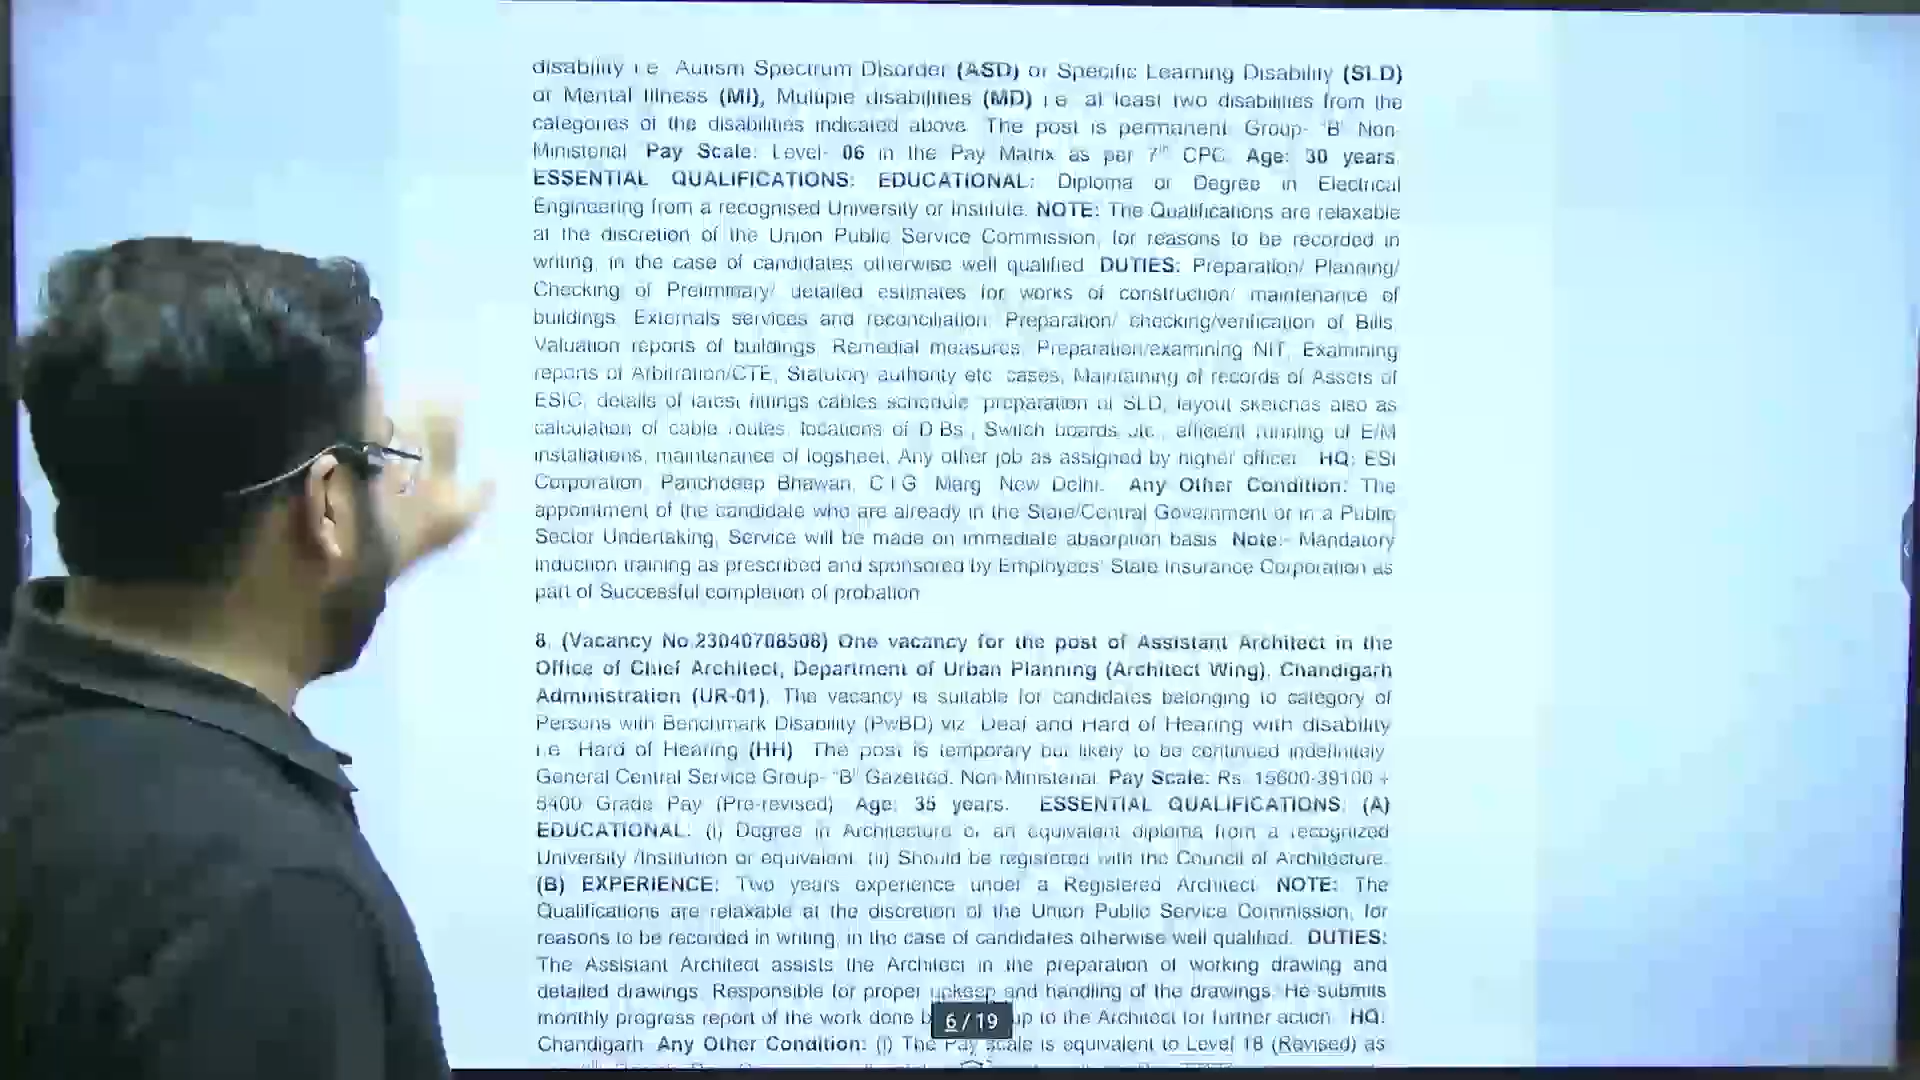 disability i.e. Autism Spectrum Disorder (ASD) or Specific Learning Disability (SLD)
or Mental Illness (MI), Multiple disabilities (MD) i.e. at least two disabilities from the
categories of the disabilities indicated above. The post is permanent. Group- "B" Non-
Ministerial. Pay Scale: Level- 06 in the Pay Matrix as per 7th CPC. Age: 30 years.
ESSENTIAL QUALIFICATIONS: EDUCATIONAL: Diploma or Degree in Electrical
Engineering from a recognised University or Institute. NOTE: The Qualifications are relaxable
at the discretion of the Union Public Service Commission, for reasons to be recorded in
writing, in the case of candidates otherwise well qualified. DUTIES: Preparation/ Planning/
Checking of Preliminary/ detailed estimates for works of construction/ maintenance of
buildings. Externals services and reconciliation. Preparation/ checking/verification of Bills.
Valuation reports of buildings. Remedial measures. Preparation/examining NIT, Examining
reports of Arbitration/CTE, Statutory authority etc. cases, Maintaining of records of Assets of
ESIC, details of latest fittings cables schedule preparation of SLD, layout sketches also as
calculation of cable routes, locations of D.Bs., Switch boards etc., efficient running of E/M
installations, maintenance of logsheet, Any other job as assigned by higher officer. HQ: ESI
Corporation, Panchdeep Bhawan, C I G Marg New Delhi. Any Other Condition: The
appointment of the candidate who are already in the State/Central Government or in a Public
Sector Undertaking, Service will be made on immediate absorption basis. Note:- Mandatory
Induction training as prescribed and sponsored by Employees' State Insurance Corporation as
part of Successful completion of probation
8. (Vacancy No.23040708508) One vacancy for the post of Assistant Architect in the
Office of Chief Architect, Department of Urban Planning (Architect Wing), Chandigarh
Administration (UR-01). The vacancy is suitable for candidates belonging to category of
Persons with Benchmark Disability (PwBD) viz. Deaf and Hard of Hearing with disability
i.e. Hard of Hearing (HH). The post is temporary but likely to be continued indefinitely.
General Central Service Group- "B" Gazetted, Non-Ministerial. Pay Scale: Rs. 15600-39100 +
5400 Grade Pay (Pre-revised) Age: 35 years. ESSENTIAL QUALIFICATIONS: (A)
EDUCATIONAL: (i) Degree in Architecture or an equivalent diploma from a recognized
University /Institution or equivalent. (ii) Should be registered with the Council of Architecture.
(B) EXPERIENCE: Two years experience under a Registered Architect. NOTE: The
Qualifications are relaxable at the discretion of the Union Public Service Commission, for
reasons to be recorded in writing, in the case of candidates otherwise well qualified. DUTIES:
The Assistant Architect assists the Architect in the preparation of working drawing and
detailed drawings. Responsible for proper upkeep and handling of the drawings. He submits
monthly progress report of the work done b up to the Architect for further action. HQ:
6 / 19
Chandigarh Any Other Condition: (i) The Pay scale is equivalent to Level 18 (Revised) as